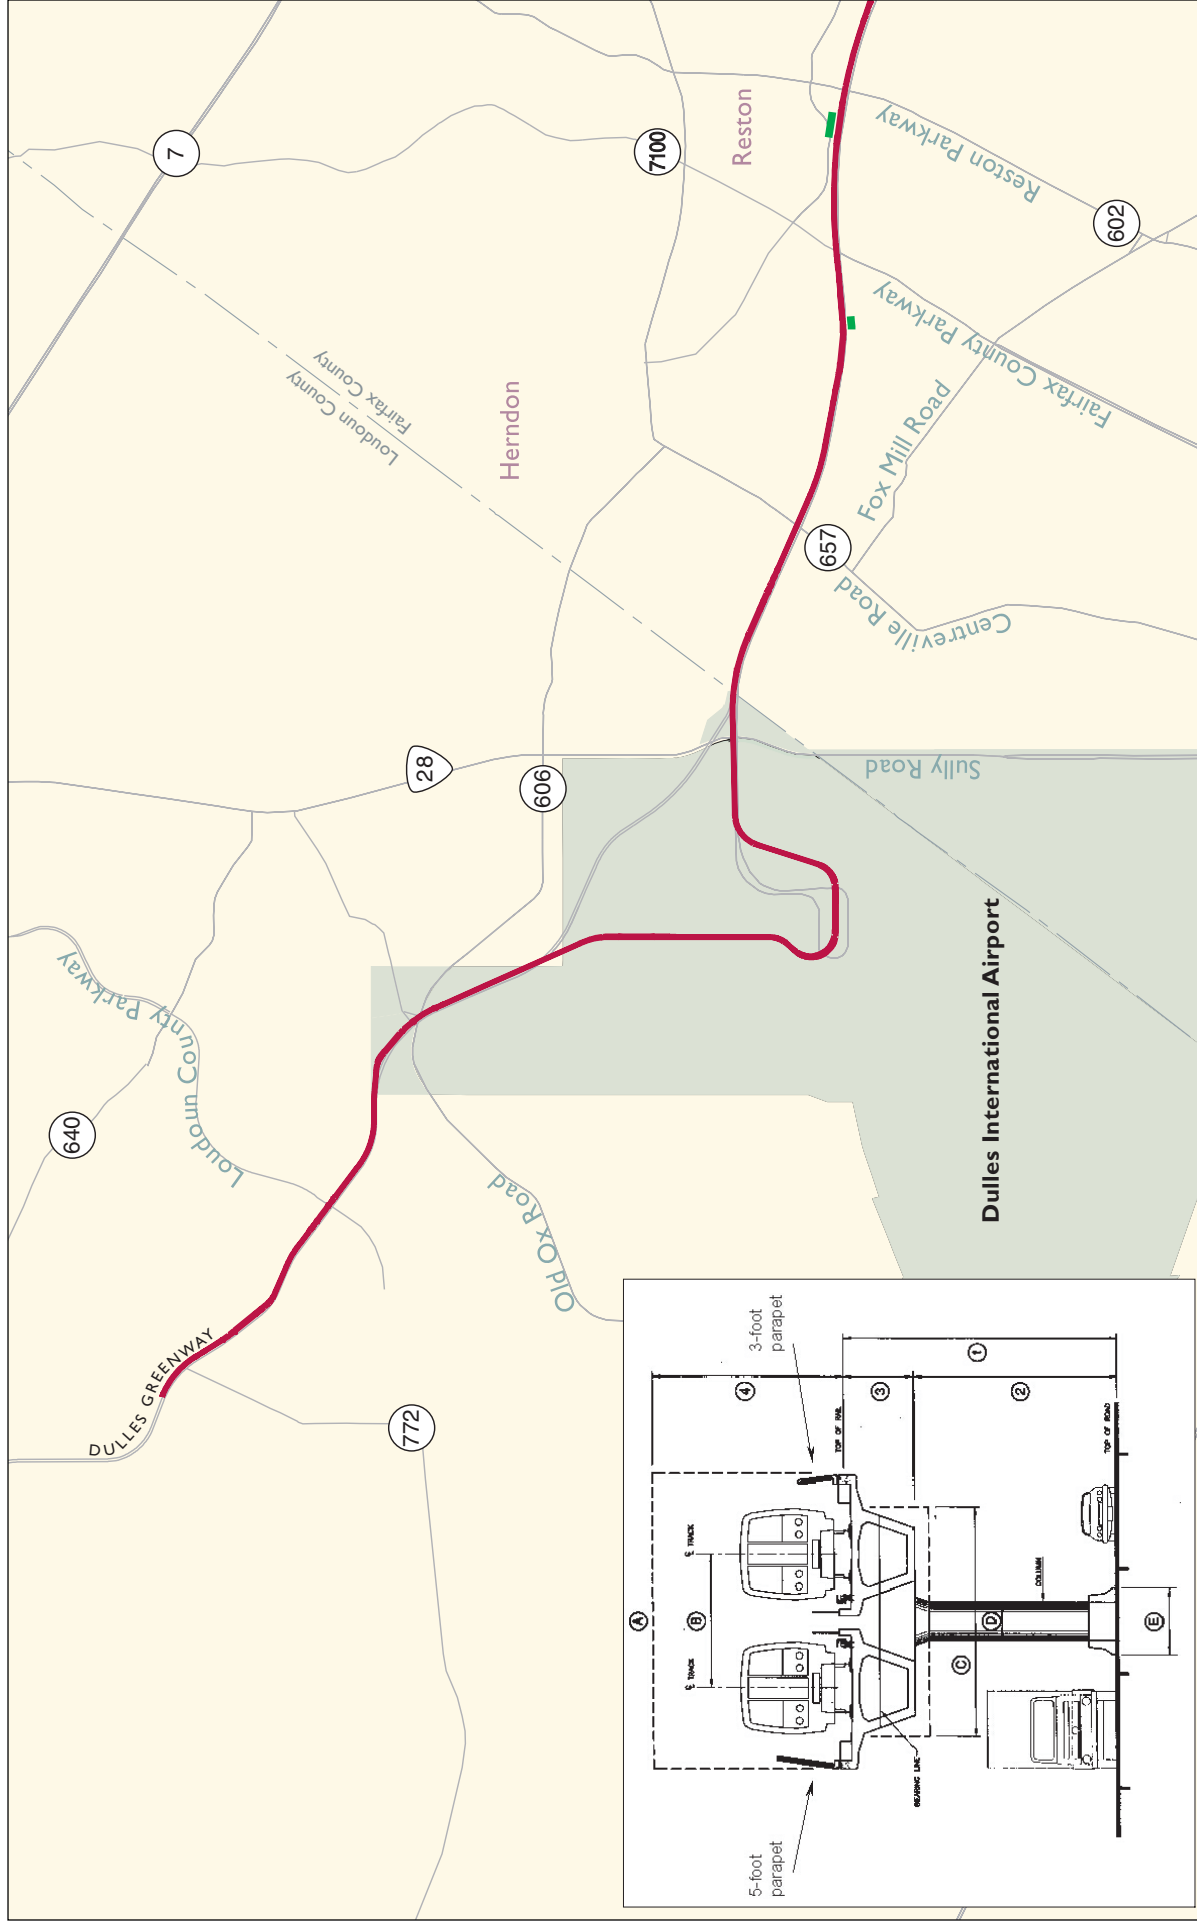 7
7100
Reston
Reston Parkway
602
Loudoun County
Fairfax County
Herndon
Fairfax County Parkway
Fox Mill Road
657
Centreville Road
28
606
Sully Road
Loudoun County Parkway
640
Old Ox Road
Dulles International Airport
DULLES GREENWAY
772
5-foot
parapet
3-foot
parapet
A
B
℄ TRACK
℄ TRACK
4
TOP OF RAIL
3
1
2
C
D
E
BEARING LINE
COLUMN
TOP OF ROAD